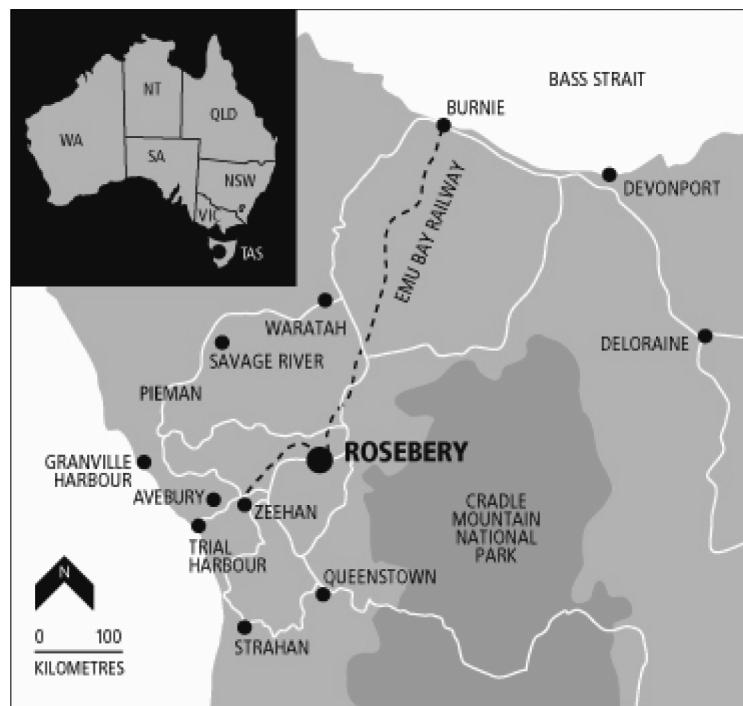 NT
QLD
WA
SA
NSW
VIC
TAS
BASS STRAIT
BURNIE
DEVONPORT
EMU BAY RAILWAY
WARATAH
SAVAGE RIVER
DELORAINE
PIEMAN
ROSEBERY
GRANVILLE
HARBOUR
AVEBURY
ZEEHAN
CRADLE
MOUNTAIN
NATIONAL
PARK
TRIAL
HARBOUR
QUEENSTOWN
N
0 100
KILOMETRES
STRAHAN